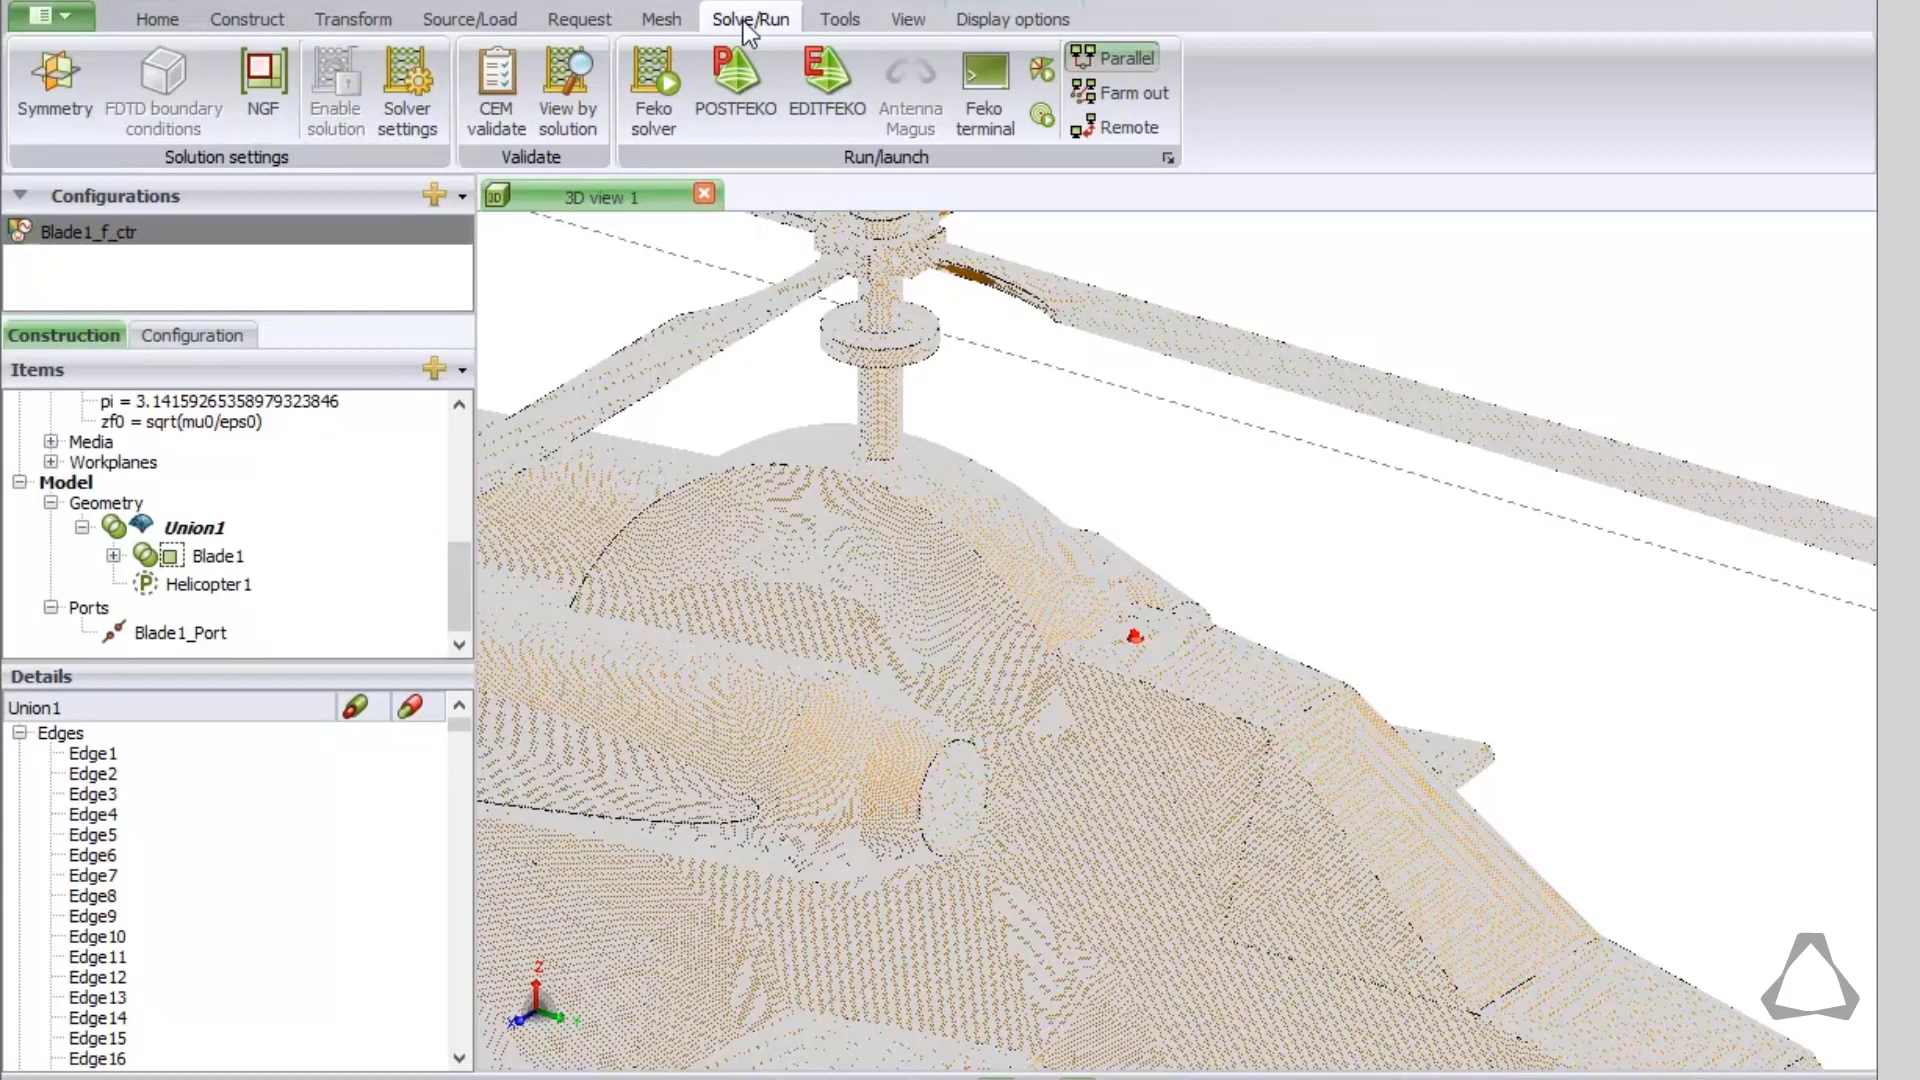 Home Construct Transform Source/Load Request Mesh Solve/Run Tools View Display options
Symmetry
FDTD boundary
conditions
NGF
Enable
solution
Solver
settings
CEM
validate
View by
solution
Feko
solver
POSTFEKO
EDITFEKO
Antenna
Magus
Feko
terminal
Parallel
Farm out
Remote
Solution settings
Validate
Run/launch
Configurations
3D view 1
Blade1_f_ctr
Construction Configuration
Items
pi = 3.14159265358979323846
zf0 = sqrt(mu0/eps0)
Media
Workplanes
Model
Geometry
Union1
Blade1
P Helicopter1
Ports
Blade1_Port
Details
Union1
Edges
Edge1
Edge2
Edge3
Edge4
Edge5
Edge6
Edge7
Edge8
Edge9
Edge10
Edge11
Edge12
Edge13
Edge14
Edge15
Edge16
Z
X
Y